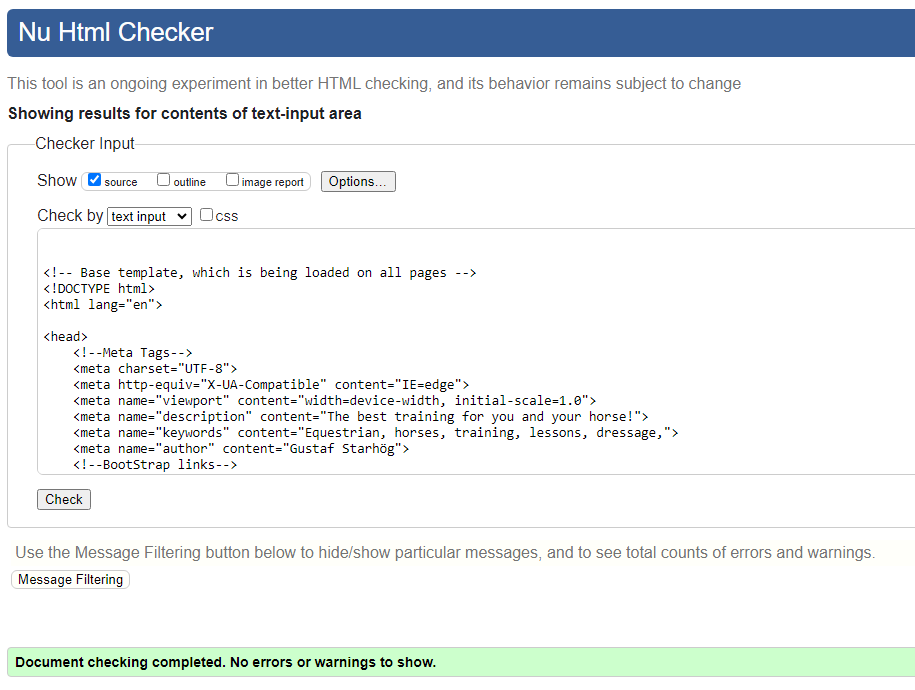 Nu Html Checker
This tool is an ongoing experiment in better HTML checking, and its behavior remains subject to change
Showing results for contents of text-input area
Checker Input
Show source outline image report Options...
Check by text input css
<!-- Base template, which is being loaded on all pages -->
<!DOCTYPE html>
<html lang="en">
<head>
<!--Meta Tags-->
<meta charset="UTF-8">
<meta http-equiv="X-UA-Compatible" content="IE=edge">
<meta name="viewport" content="width=device-width, initial-scale=1.0">
<meta name="description" content="The best training for you and your horse!">
<meta name="keywords" content="Equestrian, horses, training, lessons, dressage,">
<meta name="author" content="Gustaf Starhög">
<!--BootStrap links-->
Check
Use the Message Filtering button below to hide/show particular messages, and to see total counts of errors and warnings.
Message Filtering
Document checking completed. No errors or warnings to show.